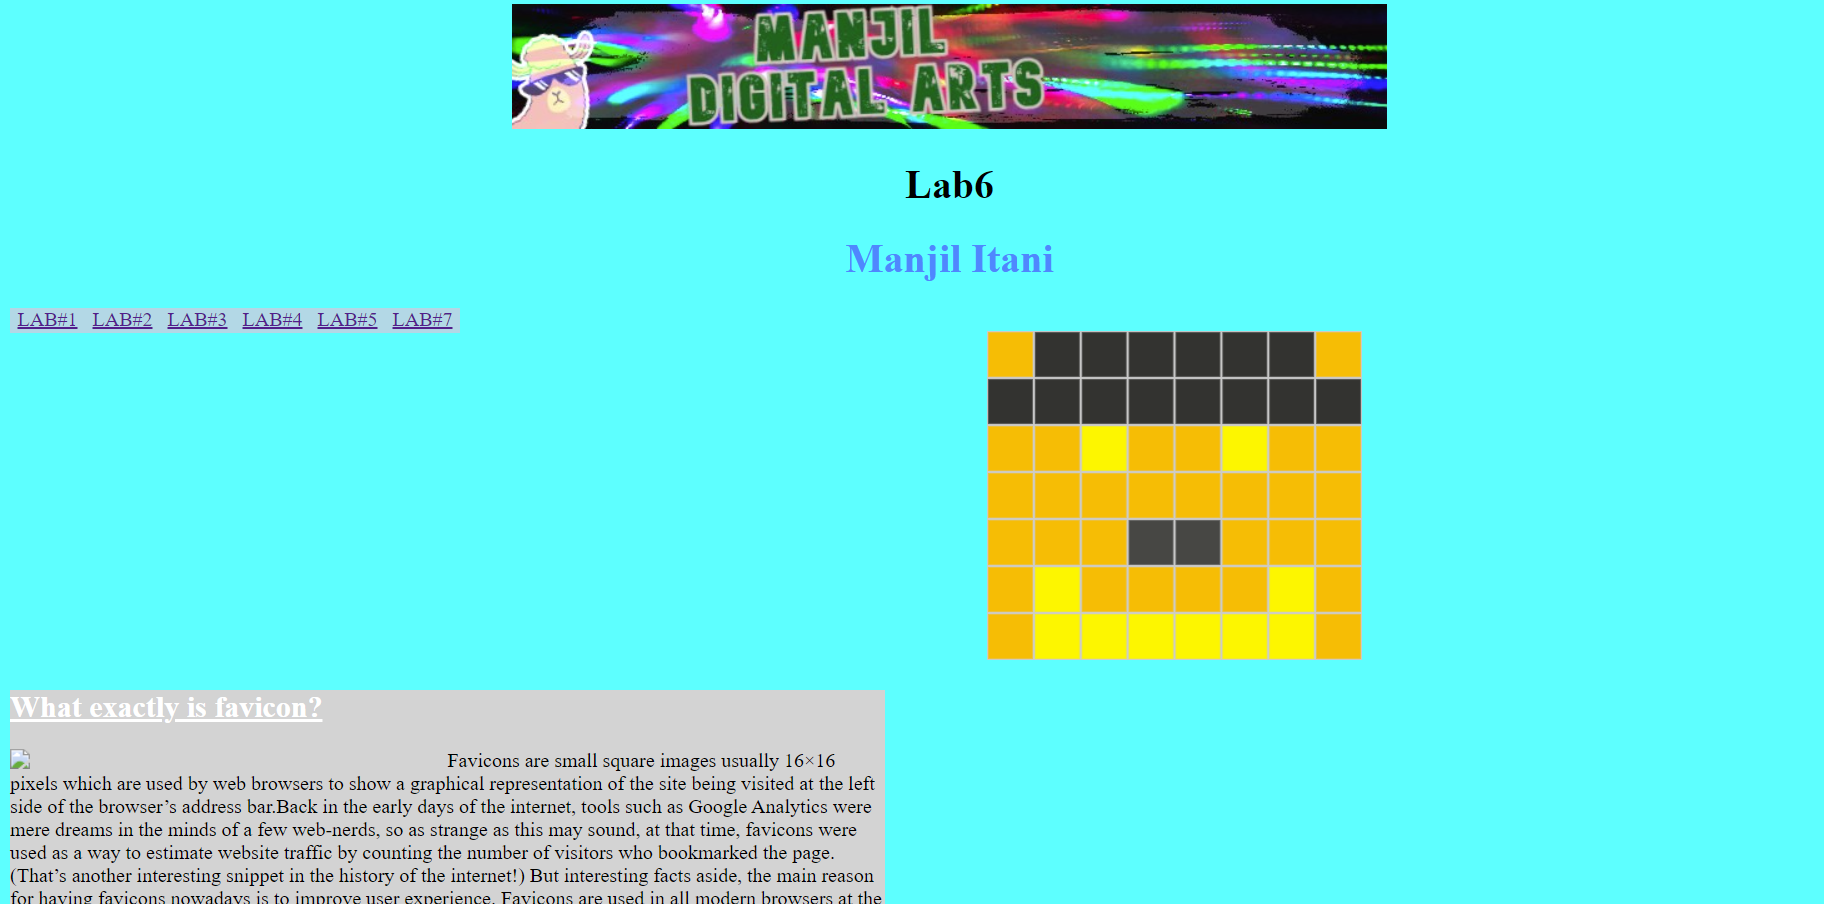 MANJIL
DIGITAL ARTS
Lab6
Manjil Itani
LAB#1 LAB#2 LAB#3 LAB#4 LAB#5 LAB#7
What exactly is favicon?
Favicons are small square images usually 16×16
pixels which are used by web browsers to show a graphical representation of the site being visited at the left
side of the browser’s address bar.Back in the early days of the internet, tools such as Google Analytics were
mere dreams in the minds of a few web-nerds, so as strange as this may sound, at that time, favicons were
used as a way to estimate website traffic by counting the number of visitors who bookmarked the page.
(That’s another interesting snippet in the history of the internet!) But interesting facts aside, the main reason
for having favicons nowadays is to improve user experience. Favicons are used in all modern browsers at the